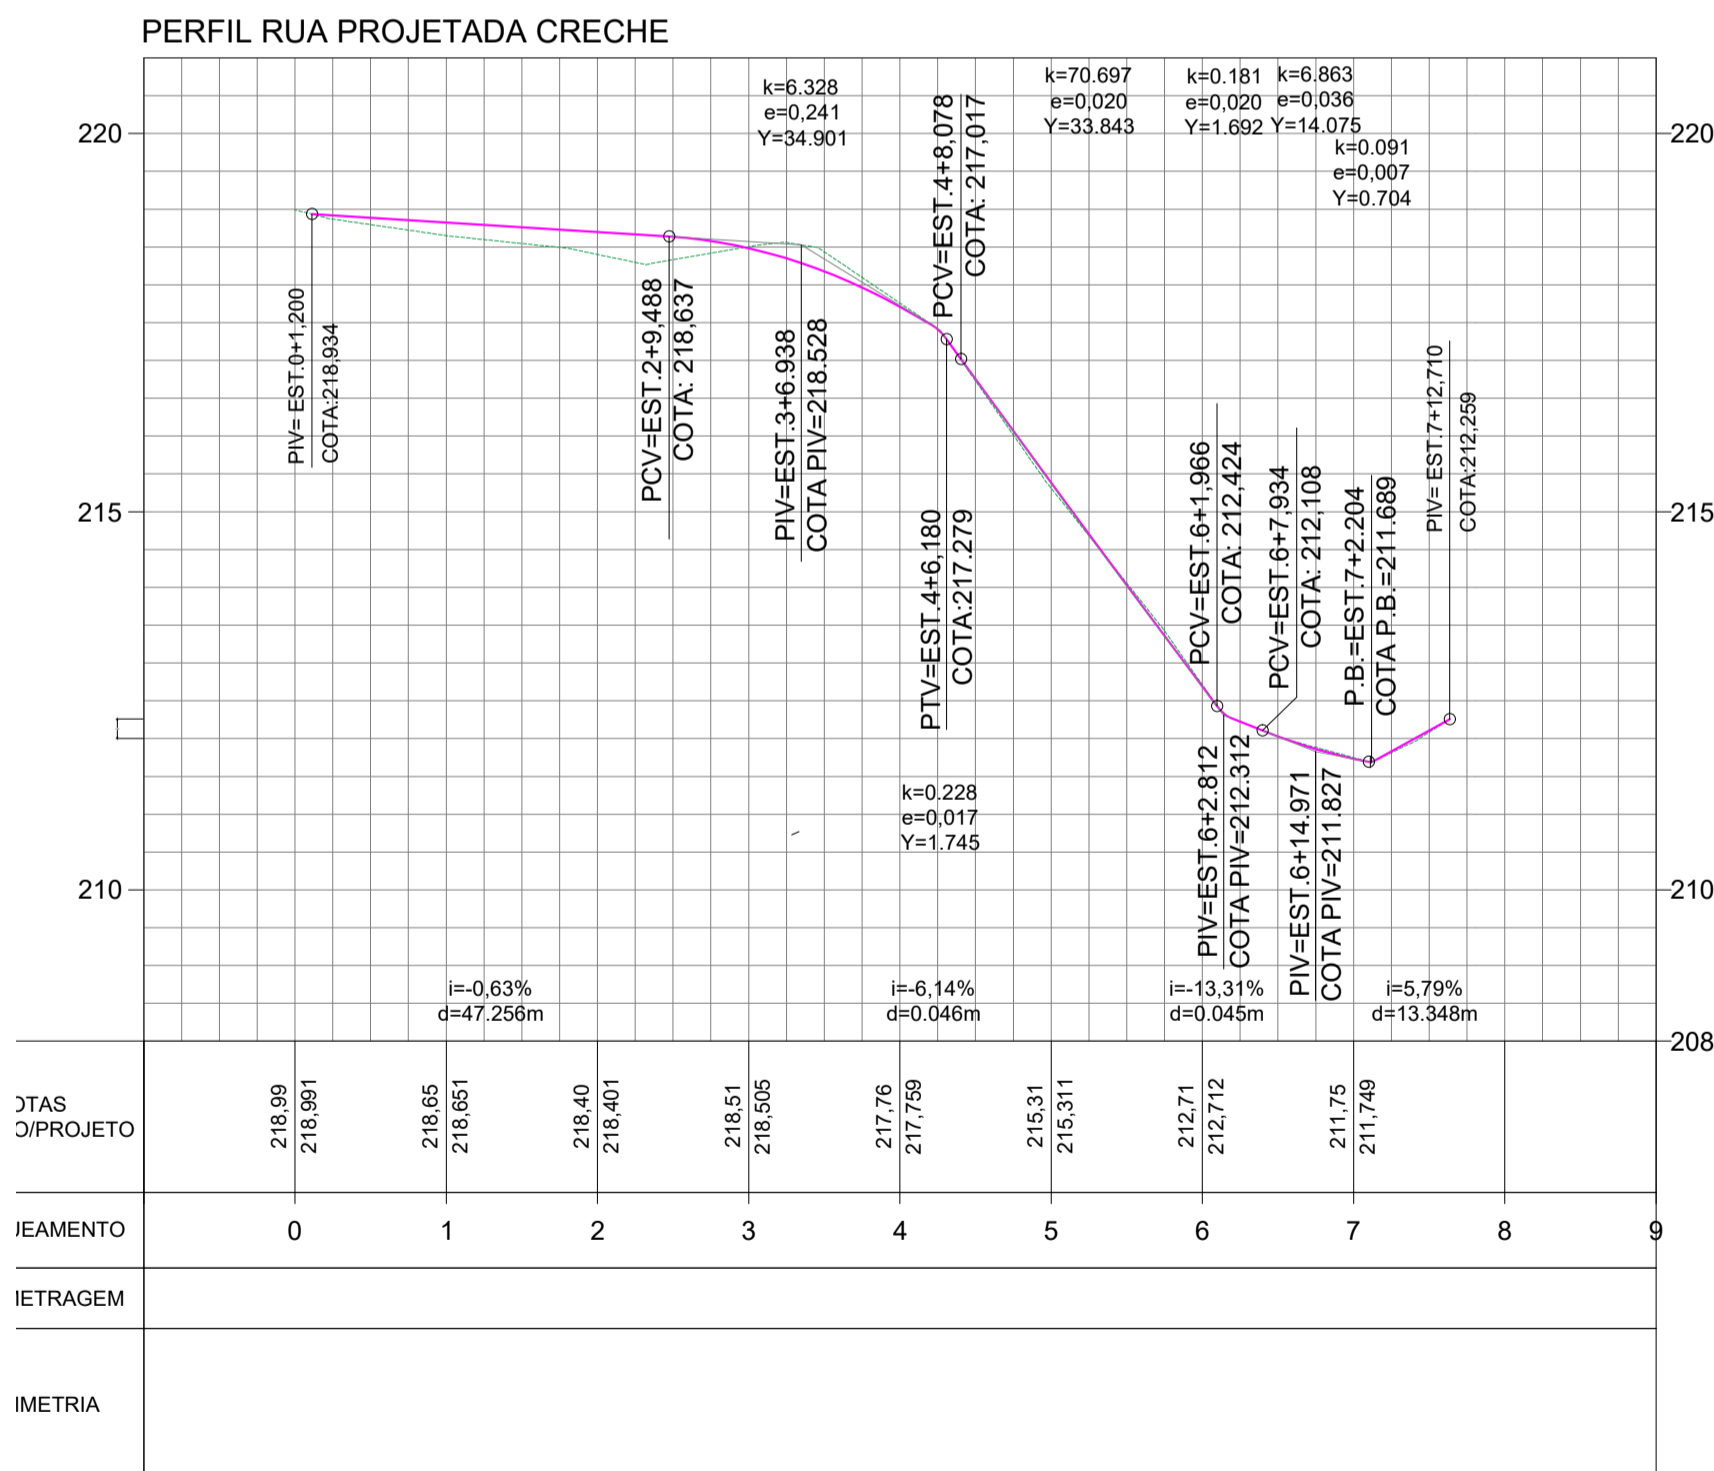 PERFIL RUA PROJETADA CRECHE
k=6.328
e=0,241
Y=34.901
k=70.697
e=0,020
Y=33.843
k=0.181
e=0,020
Y=1.692
k=6.863
e=0,036
Y=14.075
k=0.091
e=0,007
Y=0.704
220
220
215
215
210
210
208
PIV= EST.0+1,200
COTA:218,934
PCV=EST.2+9,488
COTA: 218,637
PIV=EST.3+6.938
COTA PIV=218.528
PCV=EST.4+8,078
COTA: 217,017
PTV=EST.4+6,180
COTA:217.279
PCV=EST.6+1,966
COTA: 212,424
PCV=EST.6+7,934
COTA: 212,108
P.B.=EST.7+2.204
COTA P.B.=211.689
PIV= EST.7+12,710
COTA:212,259
PIV=EST.6+2.812
COTA PIV=212.312
PIV=EST.6+14.971
COTA PIV=211.827
k=0.228
e=0,017
Y=1.745
i=-0,63%
d=47.256m
i=-6,14%
d=0.046m
i=-13,31%
d=0.045m
i=5,79%
d=13.348m
OTAS
O/PROJETO
218,99
218,991
218,65
218,651
218,40
218,401
218,51
218,505
217,76
217,759
215,31
215,311
212,71
212,712
211,75
211,749
JEAMENTO
0 1 2 3 4 5 6 7 8 9
METRAGEM
IMETRIA